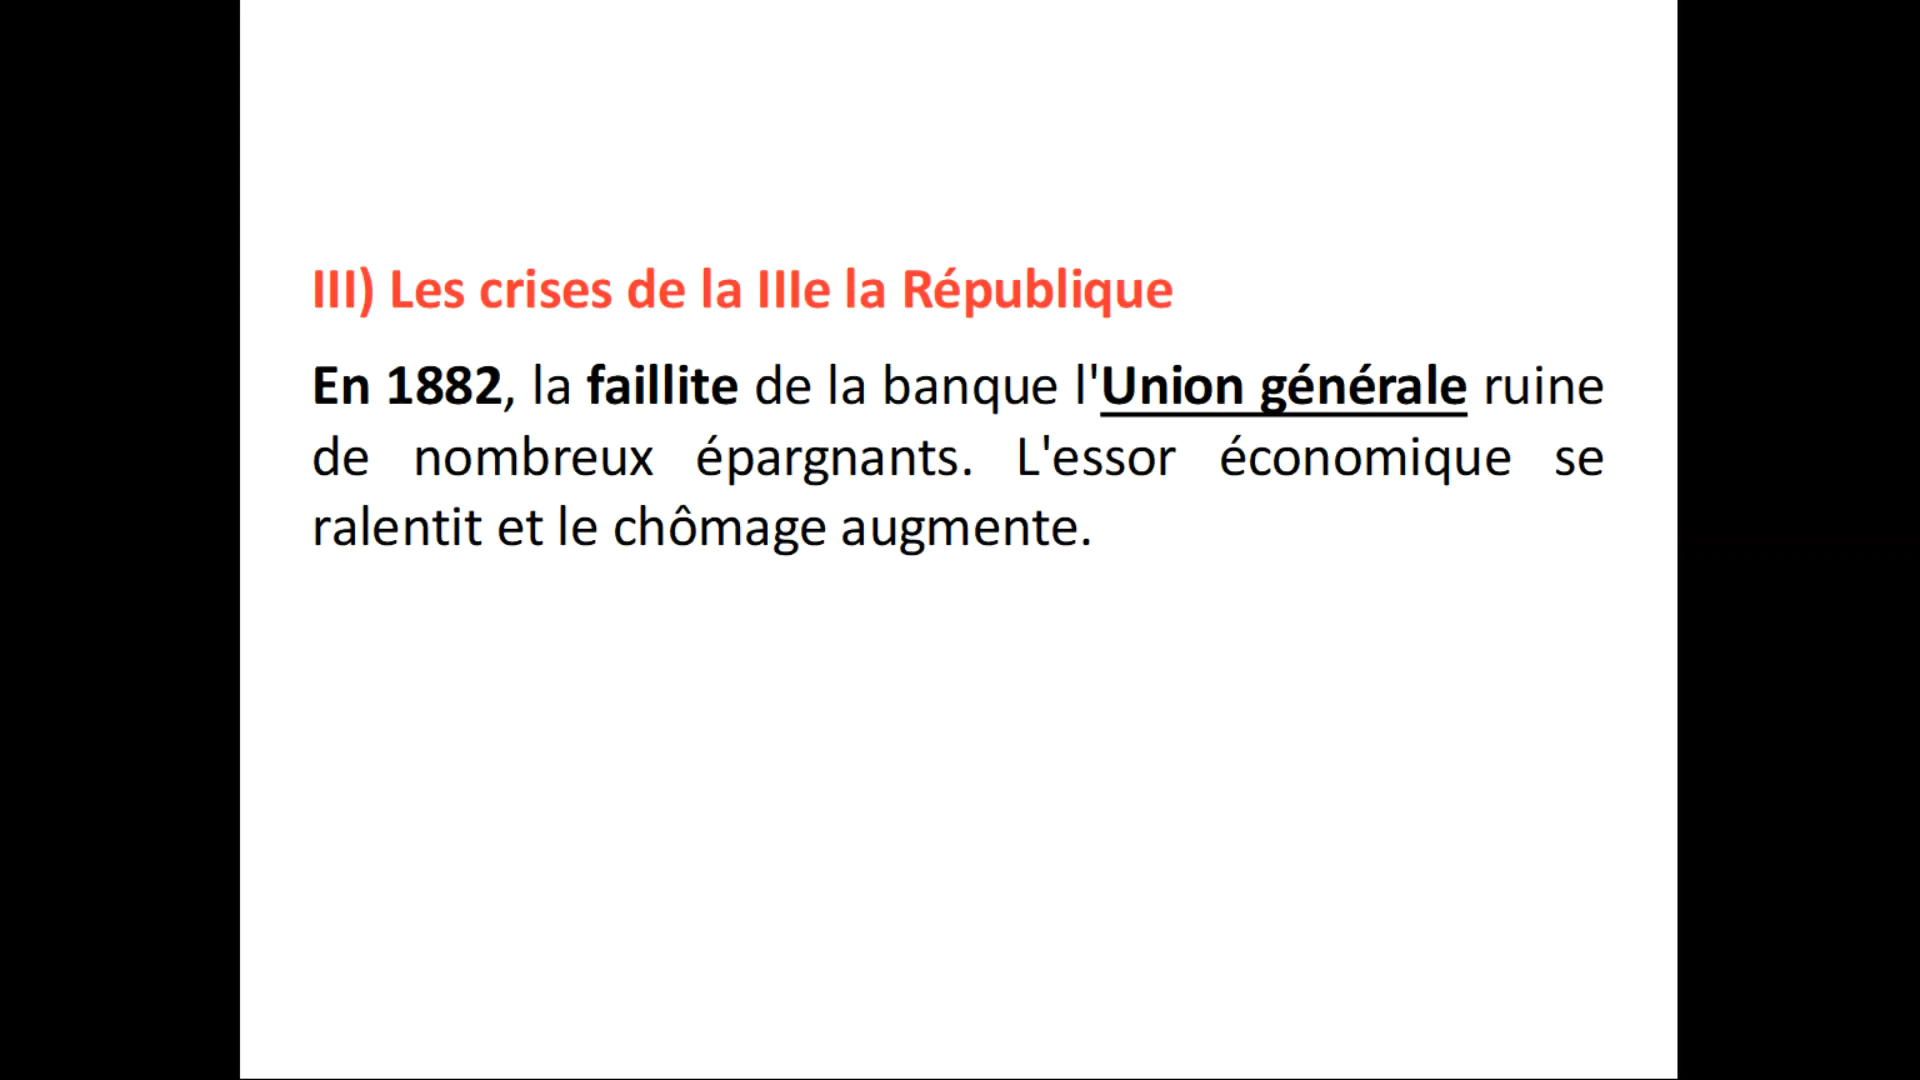 III) Les crises de la IIIe la République
En 1882, la faillite de la banque l'Union générale ruine
de nombreux épargnants. L'essor économique se
ralentit et le chômage augmente.